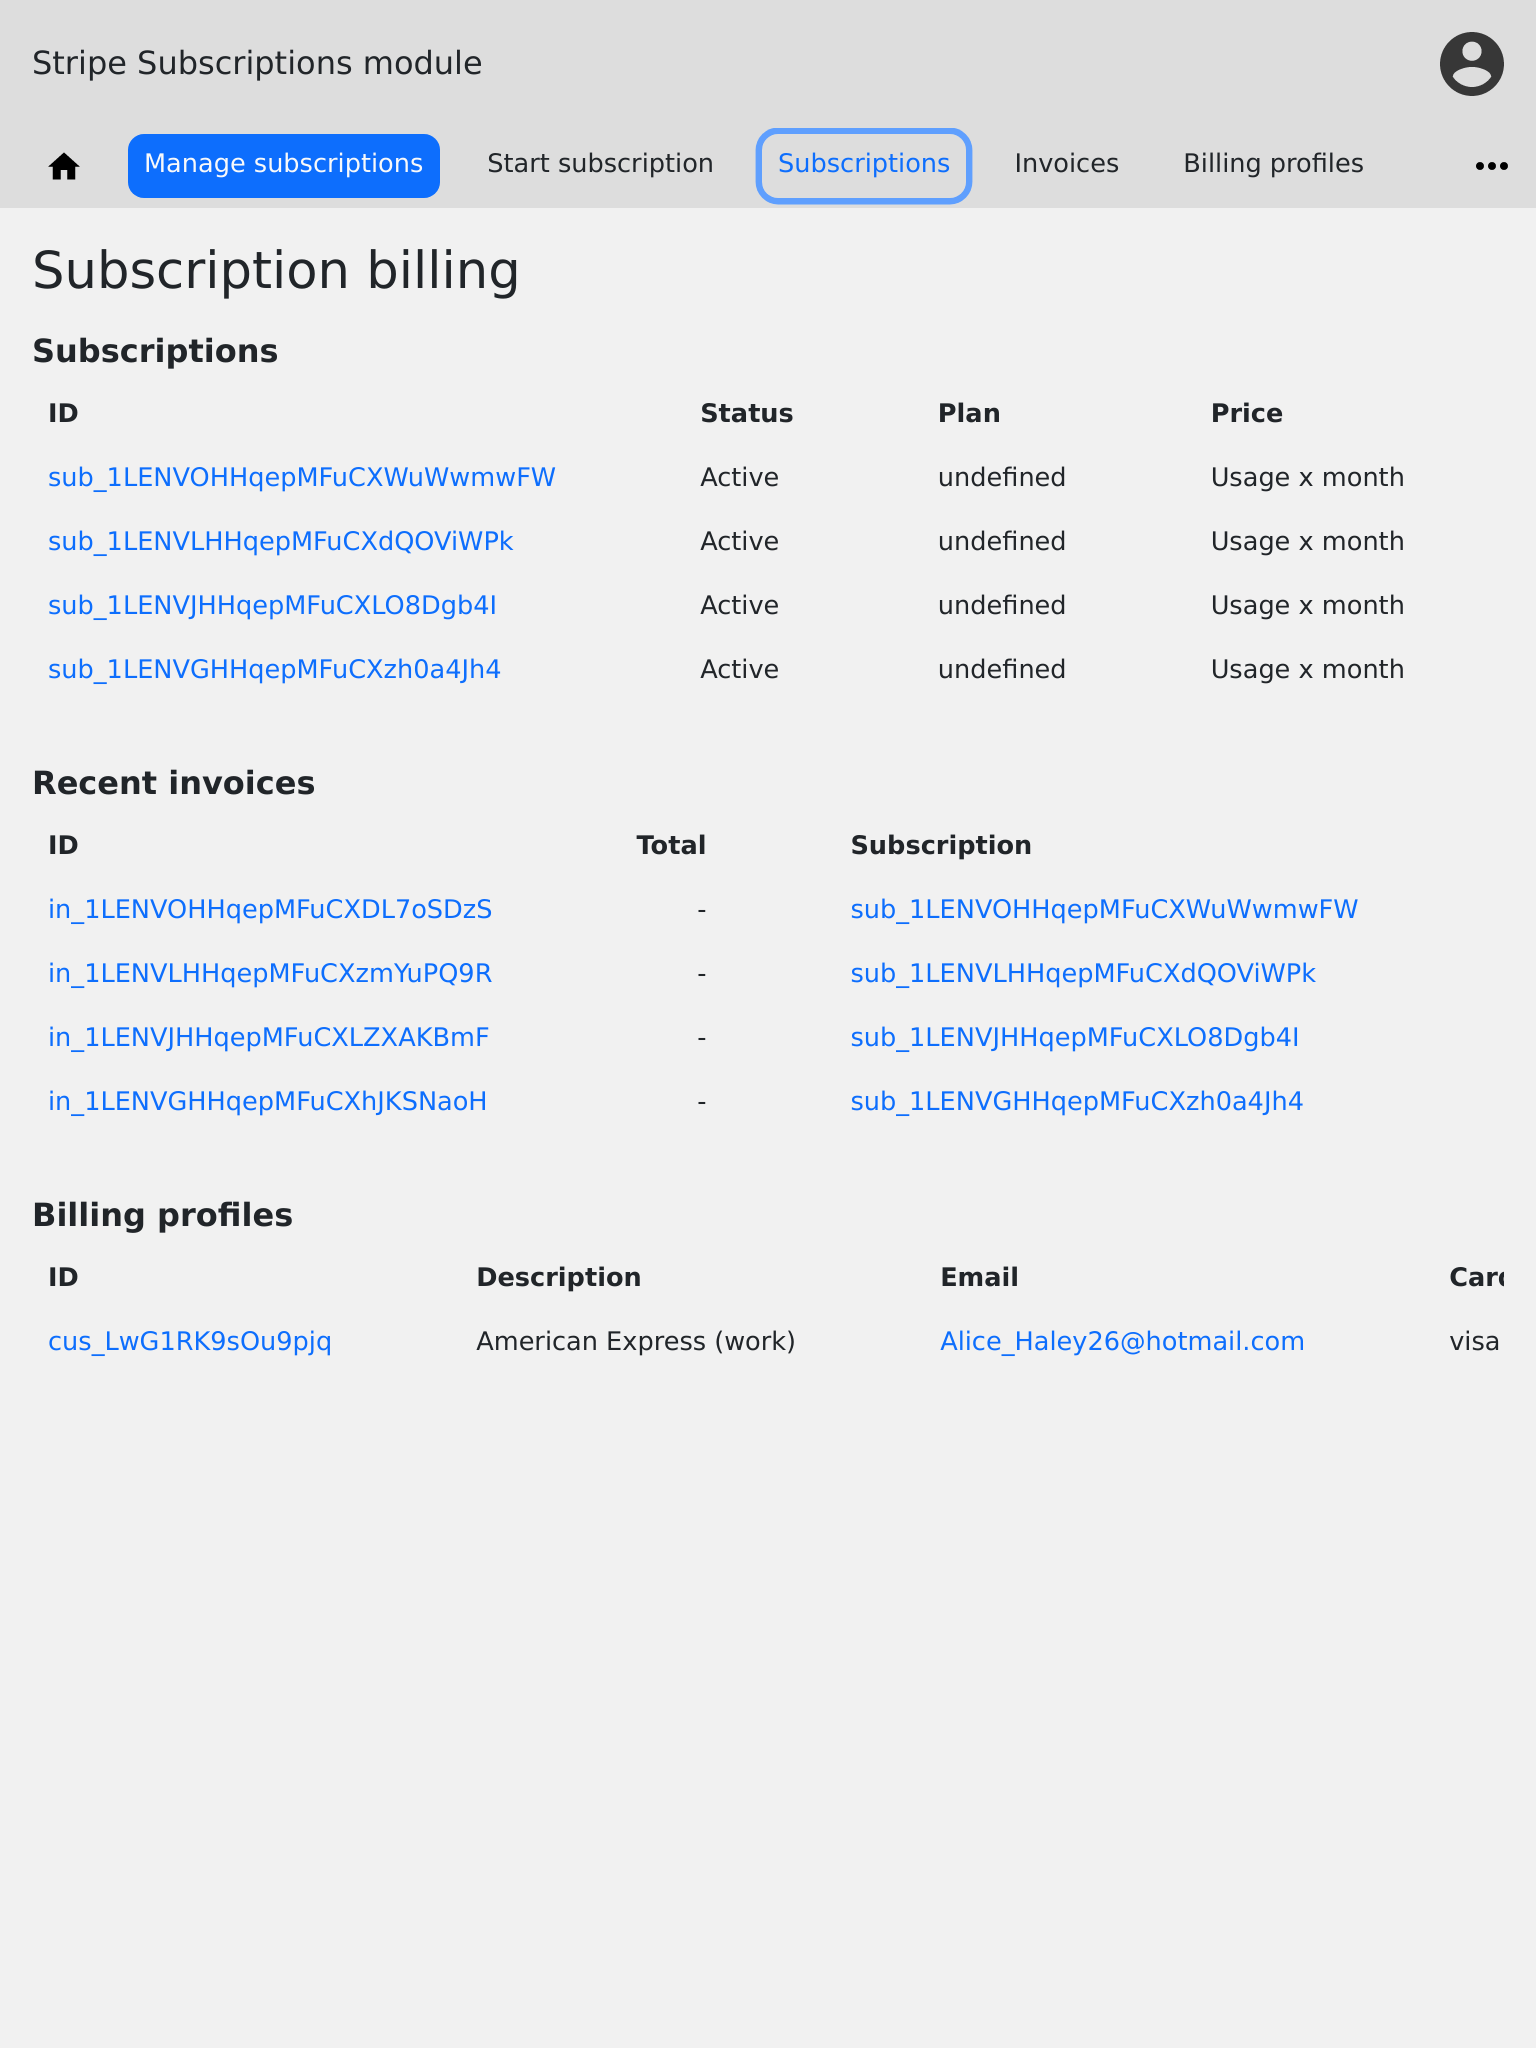 Stripe Subscriptions module
Manage subscriptions Start subscription Subscriptions Invoices Billing profiles
Subscription billing
Subscriptions
ID Status Plan Price
sub_1LENVOHHqepMFuCXWuWwmwFW Active undefined Usage x month
sub_1LENVLHHqepMFuCXdQOViWPk Active undefined Usage x month
sub_1LENVJHHqepMFuCXLO8Dgb4I Active undefined Usage x month
sub_1LENVGHHqepMFuCXzh0a4Jh4 Active undefined Usage x month
Recent invoices
ID Total Subscription
in_1LENVOHHqepMFuCXDL7oSDzS - sub_1LENVOHHqepMFuCXWuWwmwFW
in_1LENVLHHqepMFuCXzmYuPQ9R - sub_1LENVLHHqepMFuCXdQOViWPk
in_1LENVJHHqepMFuCXLZXAKBmF - sub_1LENVJHHqepMFuCXLO8Dgb4I
in_1LENVGHHqepMFuCXhJKSNaoH - sub_1LENVGHHqepMFuCXzh0a4Jh4
Billing profiles
ID Description Email
cus_LwG1RK9sOu9pjq American Express (work) Alice_Haley26@hotmail.com visa